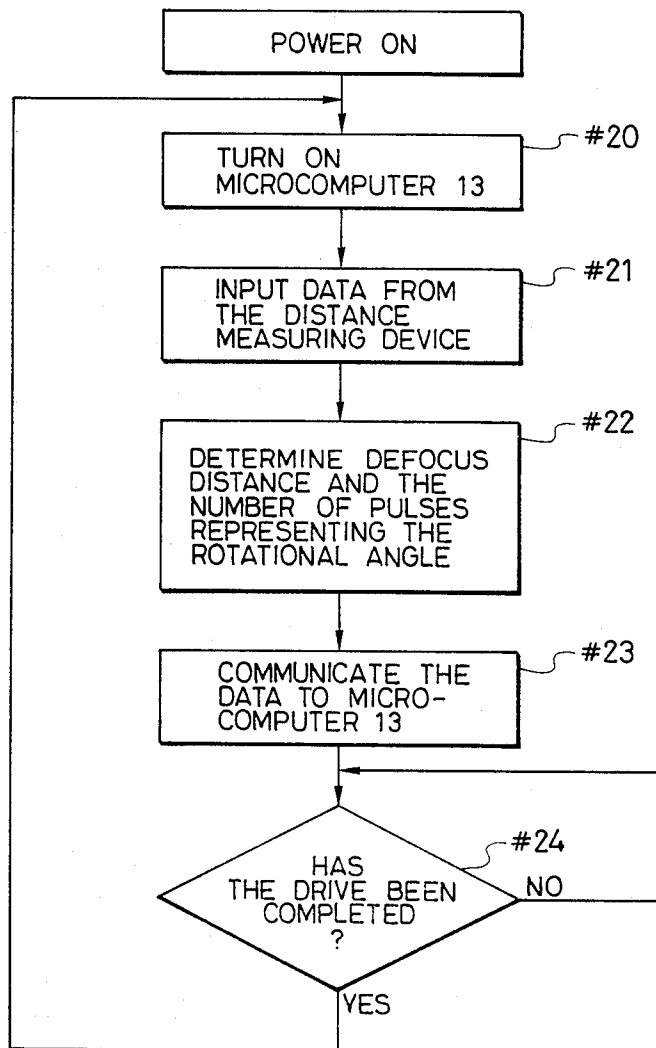 POWER ON
#20
TURN ON
MICROCOMPUTER 13
#21
INPUT DATA FROM
THE DISTANCE
MEASURING DEVICE
#22
DETERMINE DEFOCUS
DISTANCE AND THE
NUMBER OF PULSES
REPRESENTING THE
ROTATIONAL ANGLE
#23
COMMUNICATE THE
DATA TO MICRO-
COMPUTER 13
#24
HAS
THE DRIVE BEEN
COMPLETED
?
NO
YES